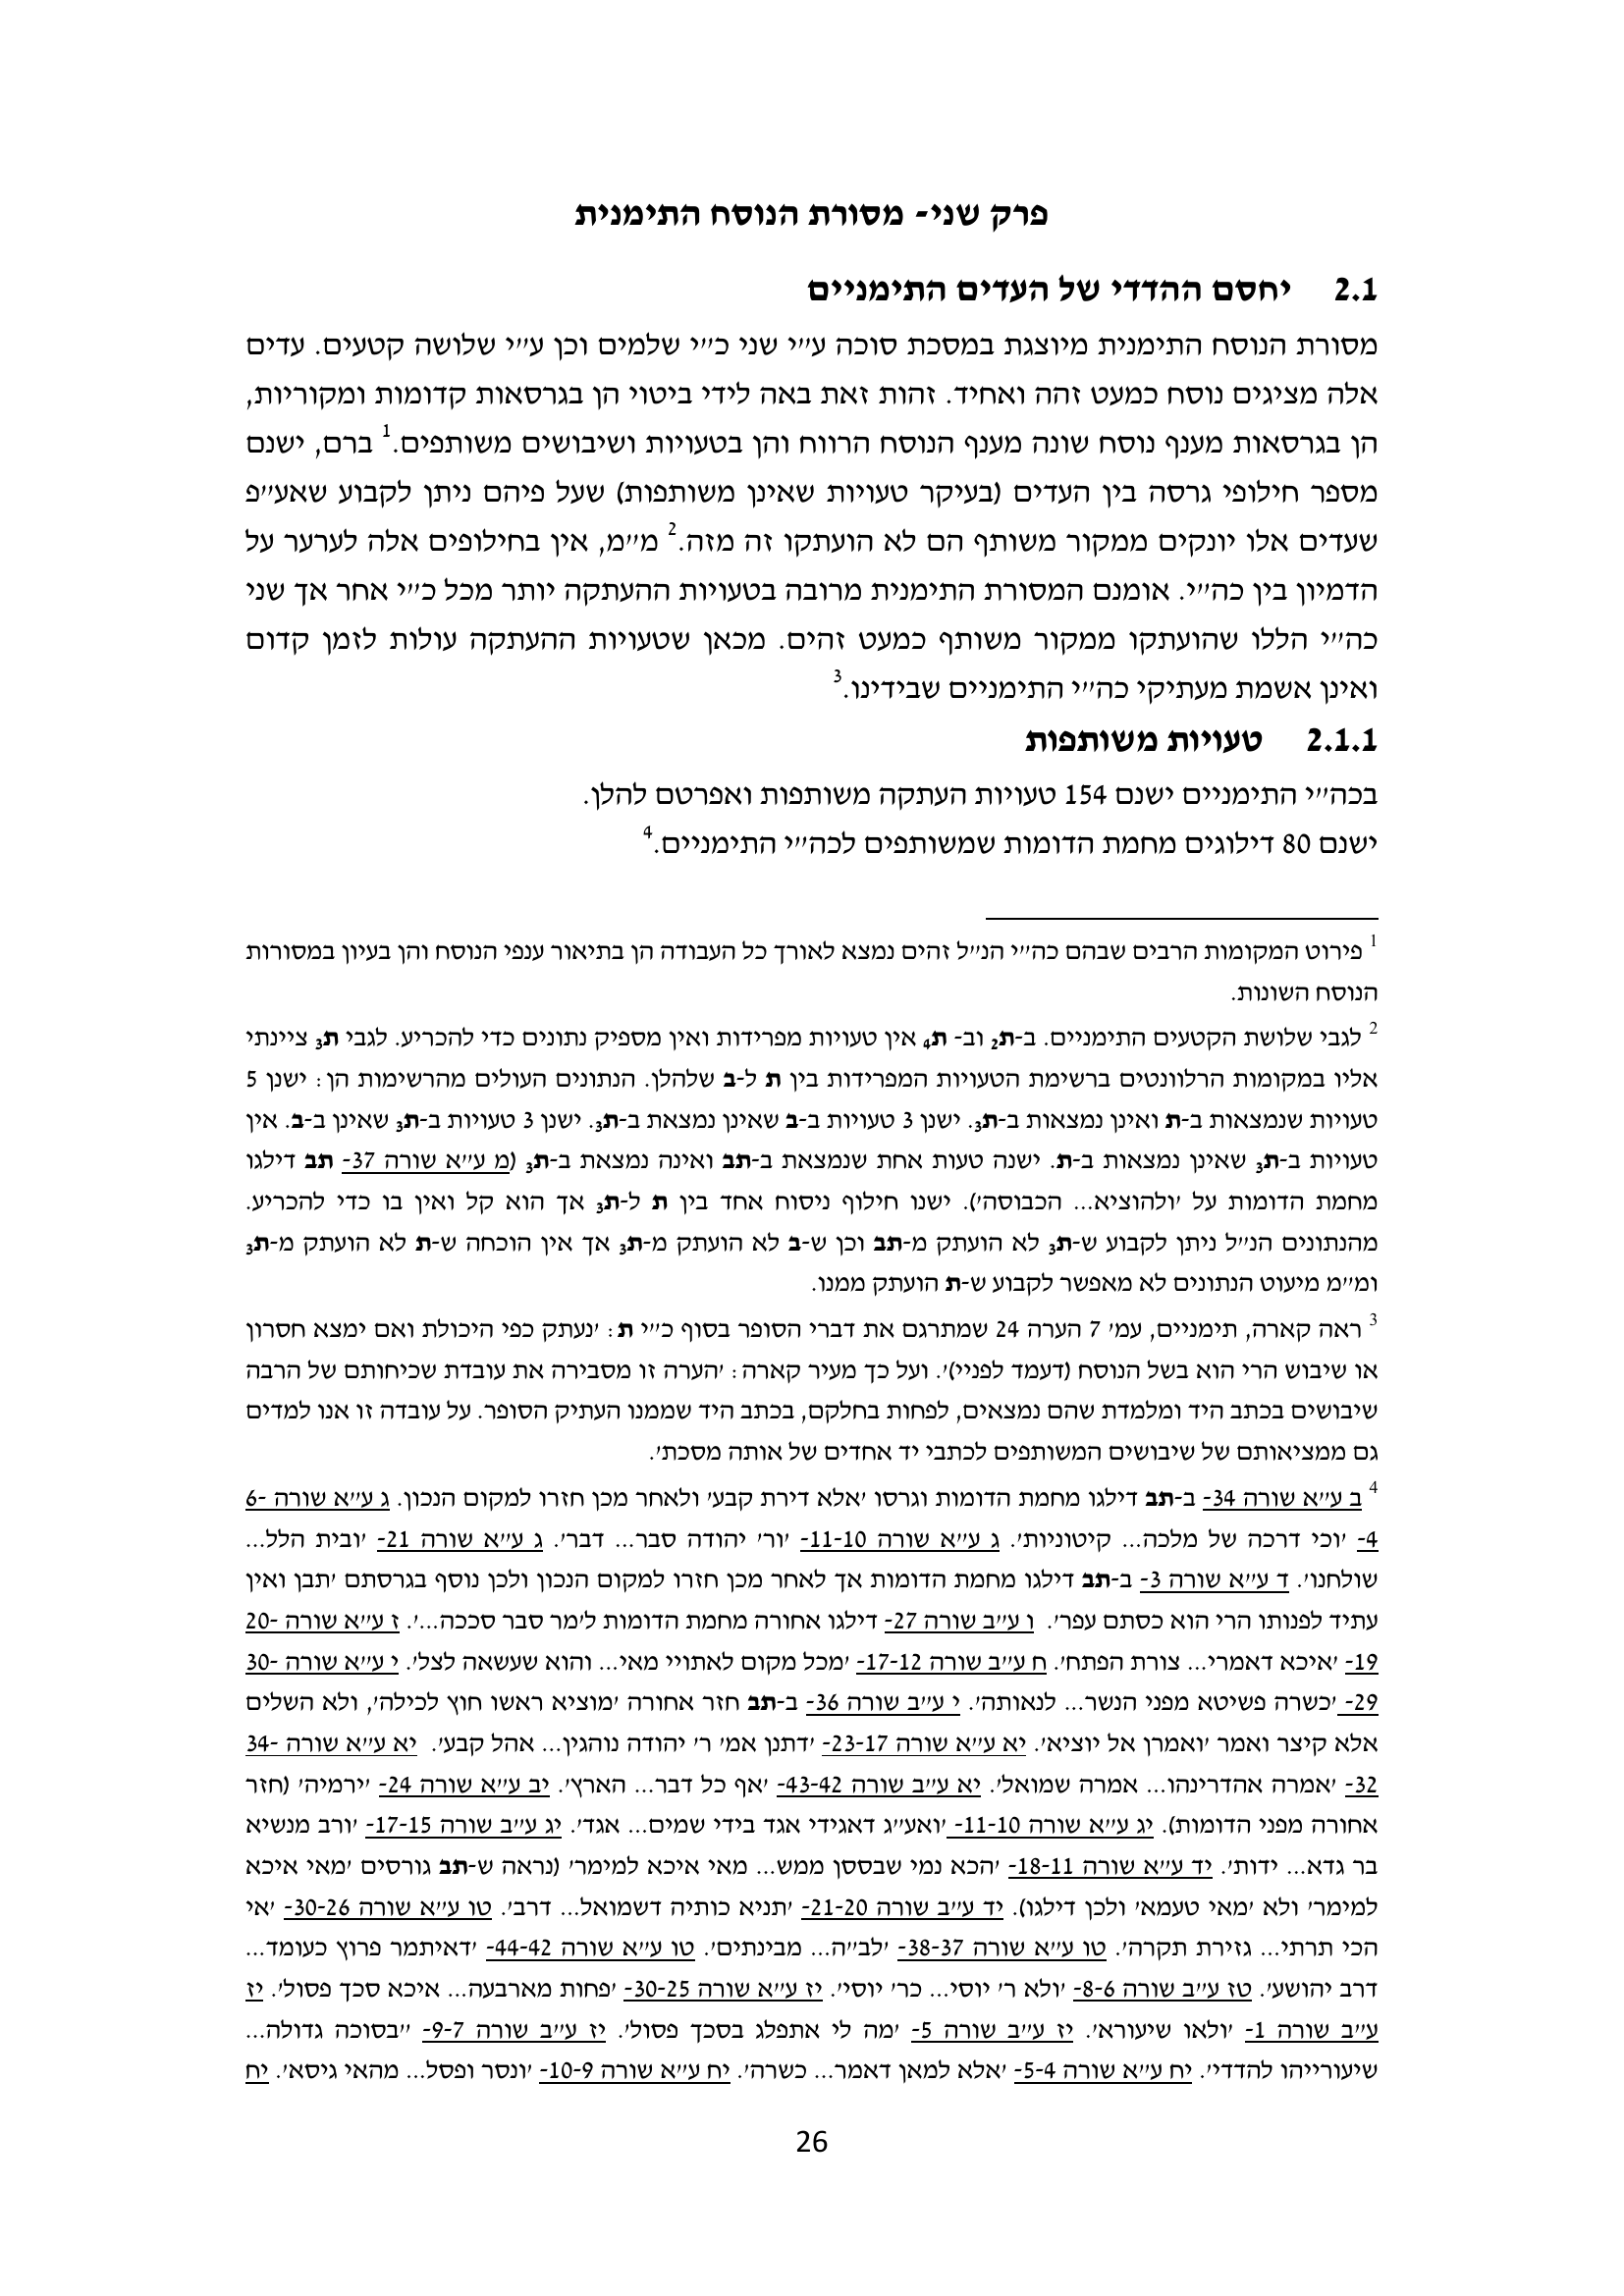 פרק שני- מסורת הנוסח התימנית
2.1 יחסם ההדדי של העדים התימניים
מסורת הנוסח התימנית מיוצגת במסכת סוכה ע״י שני כ״י שלמים וכן ע״י שלושה קטעים. עדים
אלה מציגים נוסח כמעט זהה ואחיד. זהות זאת באה לידי ביטוי הן בגרסאות קדומות ומקוריות,
הן בגרסאות מענף נוסח שונה מענף הנוסח הרווח והן בטעויות ושיבושים משותפים.1 ברם, ישנם
מספר חילופי גרסה בין העדים (בעיקר טעויות שאינן משותפות) שעל פיהם ניתן לקבוע שאע״פ
שעדים אלו יונקים ממקור משותף הם לא הועתקו זה מזה.2 מ״מ, אין בחילופים אלה לערער על
הדמיון בין כה״י. אומנם המסורת התימנית מרובה בטעויות ההעתקה יותר מכל כ״י אחר אך שני
כה״י הללו שהועתקו ממקור משותף כמעט זהים. מכאן שטעויות ההעתקה עולות לזמן קדום
ואינן אשמת מעתיקי כה״י התימניים שבידינו.3
2.1.1 טעויות משותפות
בכה״י התימניים ישנם 154 טעויות העתקה משותפות ואפרטם להלן.
ישנם 80 דילוגים מחמת הדומות שמשותפים לכה״י התימניים.4
1 פירוט המקומות הרבים שבהם כה״י הנ״ל זהים נמצא לאורך כל העבודה הן בתיאור ענפי הנוסח והן בעיון במסורות
הנוסח השונות.
2 לגבי שלושת הקטעים התימניים. ב-ת2 וב- ת4 אין טעויות מפרידות ואין מספיק נתונים כדי להכריע. לגבי ת3 ציינתי
אליו במקומות הרלוונטים ברשימת הטעויות המפרידות בין ת ל-ב שלהלן. הנתונים העולים מהרשימות הן: ישנן 5
טעויות שנמצאות ב-ת ואינן נמצאות ב-ת3. ישנן 3 טעויות ב-ב שאינן נמצאת ב-ת3. ישנן 3 טעויות ב-ת3 שאינן ב-ב. אין
טעויות ב-ת3 שאינן נמצאות ב-ת. ישנה טעות אחת שנמצאת ב-תב ואינה נמצאת ב-ת3 (מ ע״א שורה 37- תב דילגו
מחמת הדומות על ׳ולהוציא... הכבוסה׳). ישנו חילוף ניסוח אחד בין ת ל-ת3 אך הוא קל ואין בו כדי להכריע.
מהנתונים הנ״ל ניתן לקבוע ש-ת3 לא הועתק מ-תב וכן ש-ב לא הועתק מ-ת3 אך אין הוכחה ש-ת לא הועתק מ-ת3
ומ״מ מיעוט הנתונים לא מאפשר לקבוע ש-ת הועתק ממנו.
3 ראה קארה, תימניים, עמ׳ 7 הערה 24 שמתרגם את דברי הסופר בסוף כ״י ת: ׳נעתק כפי היכולת ואם ימצא חסרון
או שיבוש הרי הוא בשל הנוסח (דעמד לפניי)׳. ועל כך מעיר קארה: ׳הערה זו מסבירה את עובדת שכיחותם של הרבה
שיבושים בכתב היד ומלמדת שהם נמצאים, לפחות בחלקם, בכתב היד שממנו העתיק הסופר. על עובדה זו אנו למדים
גם ממציאותם של שיבושים המשותפים לכתבי יד אחדים של אותה מסכת׳.
4 ב ע״א שורה 34- ב-תב דילגו מחמת הדומות וגרסו ׳אלא דירת קבע׳ ולאחר מכן חזרו למקום הנכון. ג ע״א שורה 6-
4- ׳וכי דרכה של מלכה... קיטוניות׳. ג ע״א שורה 11-10- ׳ור׳ יהודה סבר... דבר׳. ג ע״א שורה 21- ׳ובית הלל...
שולחנו׳. ד ע״א שורה 3- ב-תב דילגו מחמת הדומות אך לאחר מכן חזרו למקום הנכון ולכן נוסף בגרסתם ׳תבן ואין
עתיד לפנותו הרי הוא כסתם עפר׳. ו ע״ב שורה 27- דילגו אחורה מחמת הדומות ל׳מר סבר סככה...׳. ז ע״א שורה 20-
19- ׳איכא דאמרי... צורת הפתח׳. ח ע״ב שורה 17-12- ׳מכל מקום לאתויי מאי... והוא שעשאה לצל׳. י ע״א שורה 30-
29- ׳כשרה פשיטא מפני הנשר... לנאותה׳. י ע״ב שורה 36- ב-תב חזר אחורה ׳מוציא ראשו חוץ לכילה׳, ולא השלים
אלא קיצר ואמר ׳ואמרן אל יוציא׳. יא ע״א שורה 23-17- ׳דתנן אמ׳ ר׳ יהודה נוהגין... אהל קבע׳. יא ע״א שורה 34-
32- ׳אמרה אהדרינהו... אמרה שמואל׳. יא ע״ב שורה 43-42- ׳אף כל דבר... הארץ׳. יב ע״א שורה 24- ׳ירמיה׳ (חזר
אחורה מפני הדומות). יג ע״א שורה 11-10- ׳ואע״ג דאגידי אגד בידי שמים... אגד׳. יג ע״ב שורה 17-15- ׳ורב מנשיא
בר גדא... ידות׳. יד ע״א שורה 18-11- ׳הכא נמי שבססן ממש... מאי איכא למימר׳ (נראה ש-תב גורסים ׳מאי איכא
למימר׳ ולא ׳מאי טעמא׳ ולכן דילגו). יד ע״ב שורה 21-20- ׳תניא כותיה דשמואל... דרב׳. טו ע״א שורה 30-26- ׳אי
הכי תרתי... גזירת תקרה׳. טו ע״א שורה 38-37- ׳לב״ה... מבינתים׳. טו ע״א שורה 44-42- ׳דאיתמר פרוץ כעומד...
דרב יהושע׳. טז ע״ב שורה 8-6- ׳ולא ר׳ יוסי... כר׳ יוסי׳. יז ע״א שורה 30-25- ׳פחות מארבעה... איכא סכך פסול׳. יז
ע״ב שורה 1- ׳ולאו שיעורא׳. יז ע״ב שורה 5- ׳מה לי אתפלג בסכך פסול׳. יז ע״ב שורה 9-7- ׳׳בסוכה גדולה...
שיעורייהו להדדי׳. יח ע״א שורה 5-4- ׳אלא למאן דאמר... כשרה׳. יח ע״א שורה 10-9- ׳ונסר ופסל... מהאי גיסא׳. יח
26